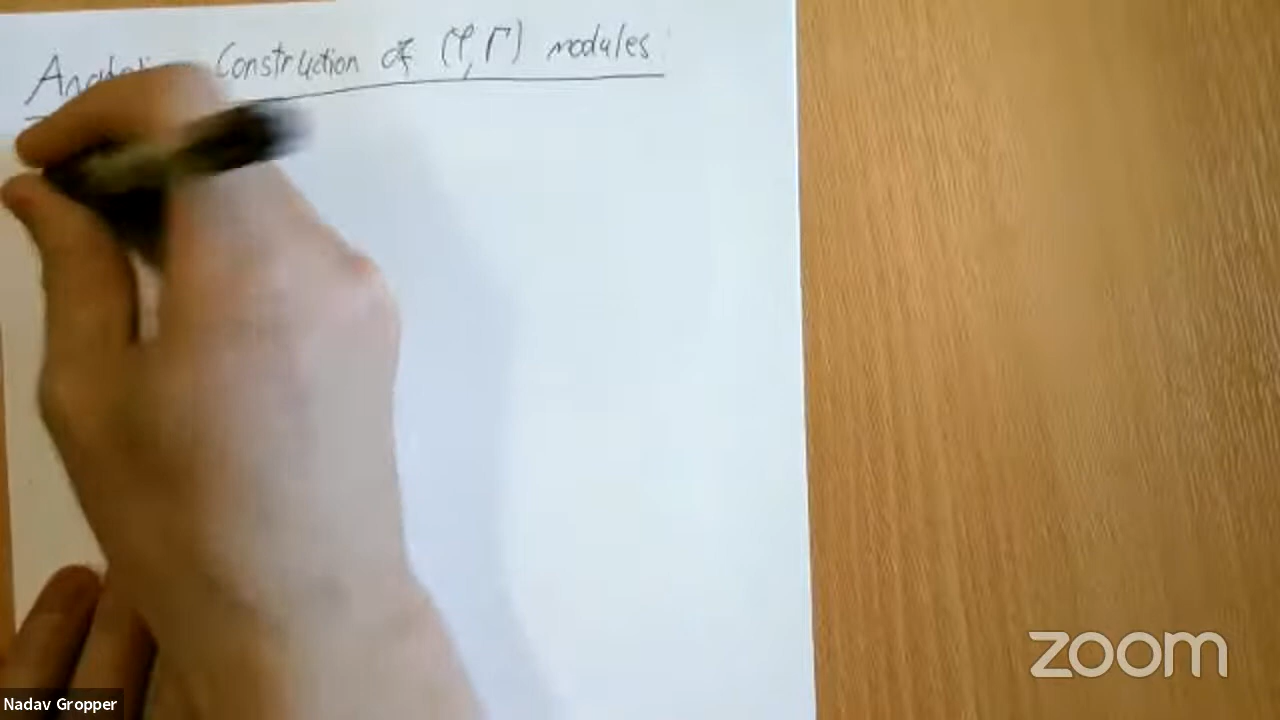 Construction of (φ,Γ) modules
zoom
Nadav Gropper